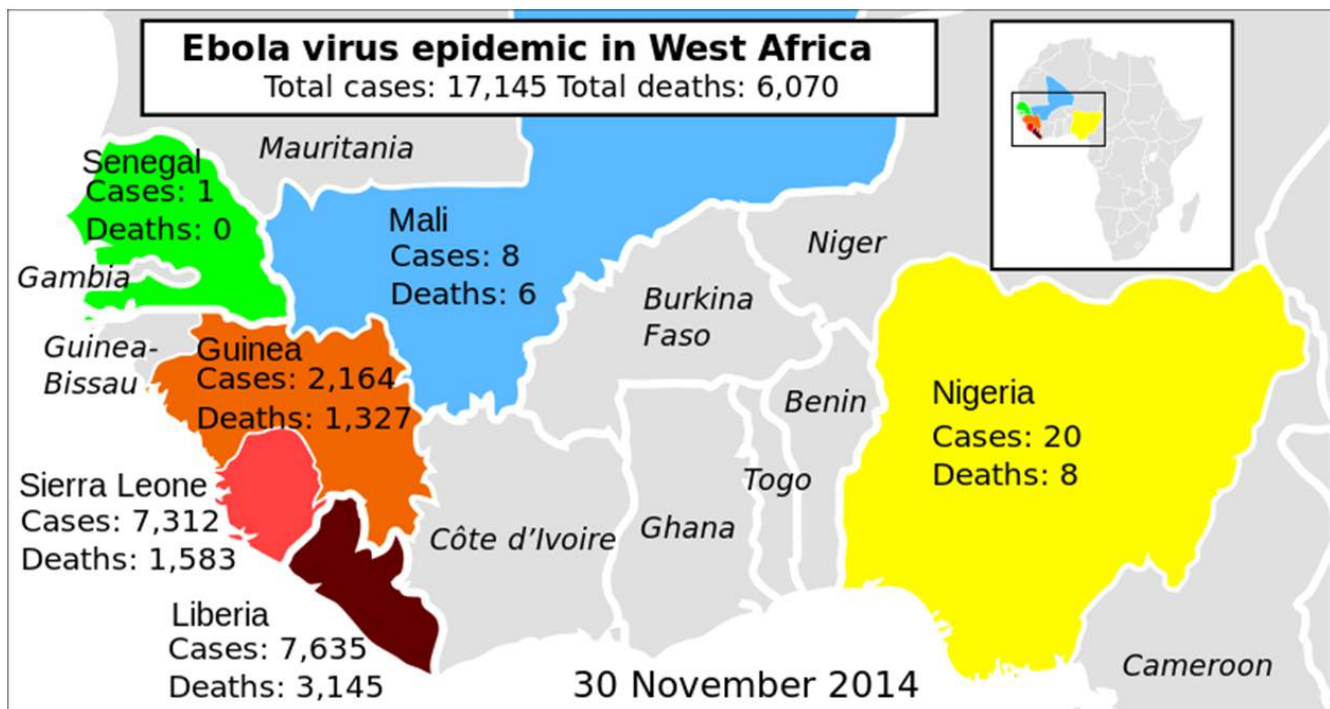 Ebola virus epidemic in West Africa
Total cases: 17,145 Total deaths: 6,070
Mauritania
Senegal
Cases: 1
Deaths: 0
Gambia
Mali
Cases: 8
Deaths: 6
Niger
Burkina
Faso
Guinea-
Bissau
Guinea
Cases: 2,164
Deaths: 1,327
Benin
Nigeria
Cases: 20
Deaths: 8
Togo
Sierra Leone
Cases: 7,312
Deaths: 1,583
Côte d’Ivoire
Ghana
Liberia
Cases: 7,635
Deaths: 3,145
Cameroon
30 November 2014